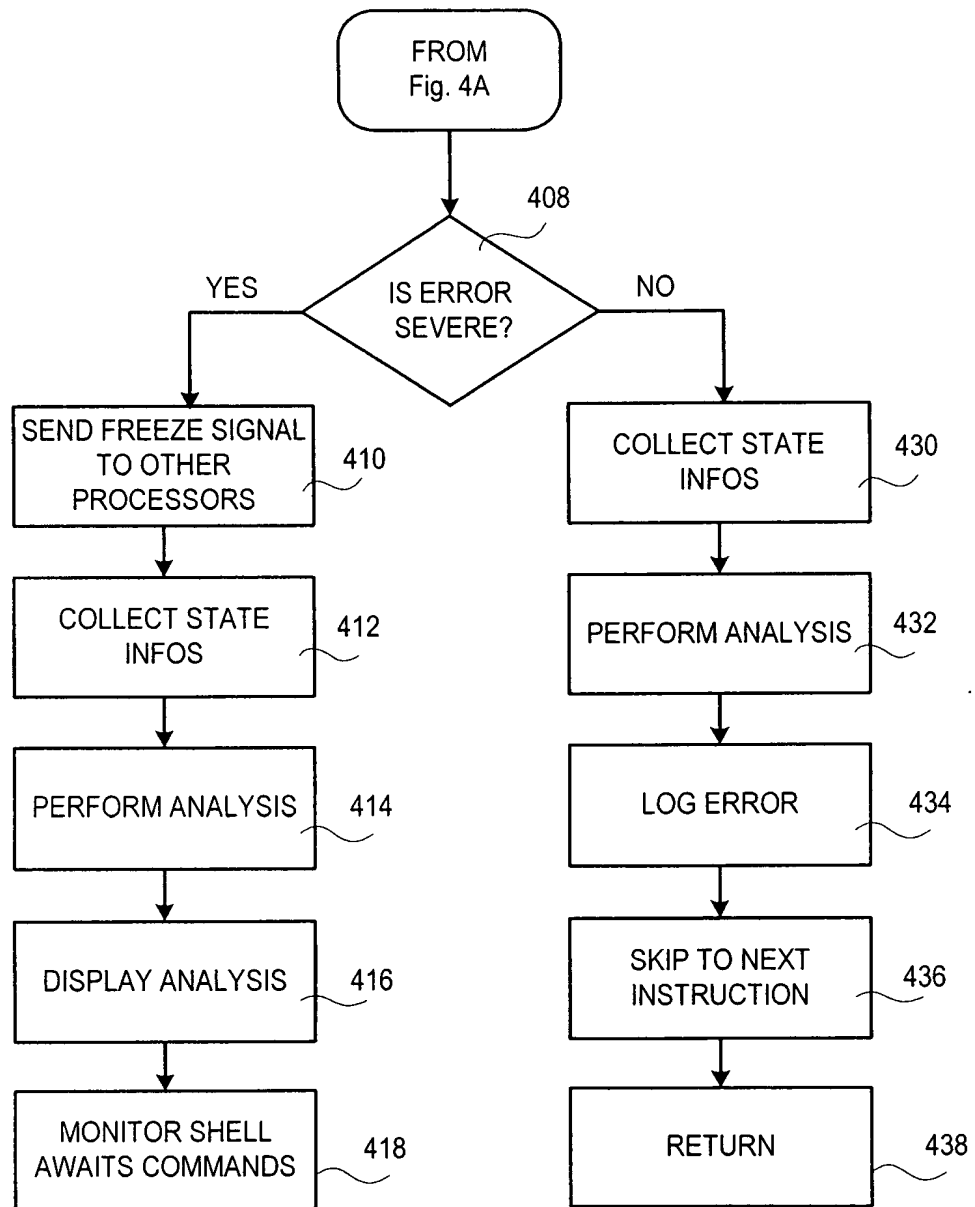 FROM
Fig. 4A
408
IS ERROR
SEVERE?
YES
NO
SEND FREEZE SIGNAL
TO OTHER
PROCESSORS
410
COLLECT STATE
INFOS
412
PERFORM ANALYSIS
414
DISPLAY ANALYSIS
416
MONITOR SHELL
AWAITS COMMANDS
418
COLLECT STATE
INFOS
430
PERFORM ANALYSIS
432
LOG ERROR
434
SKIP TO NEXT
INSTRUCTION
436
RETURN
438